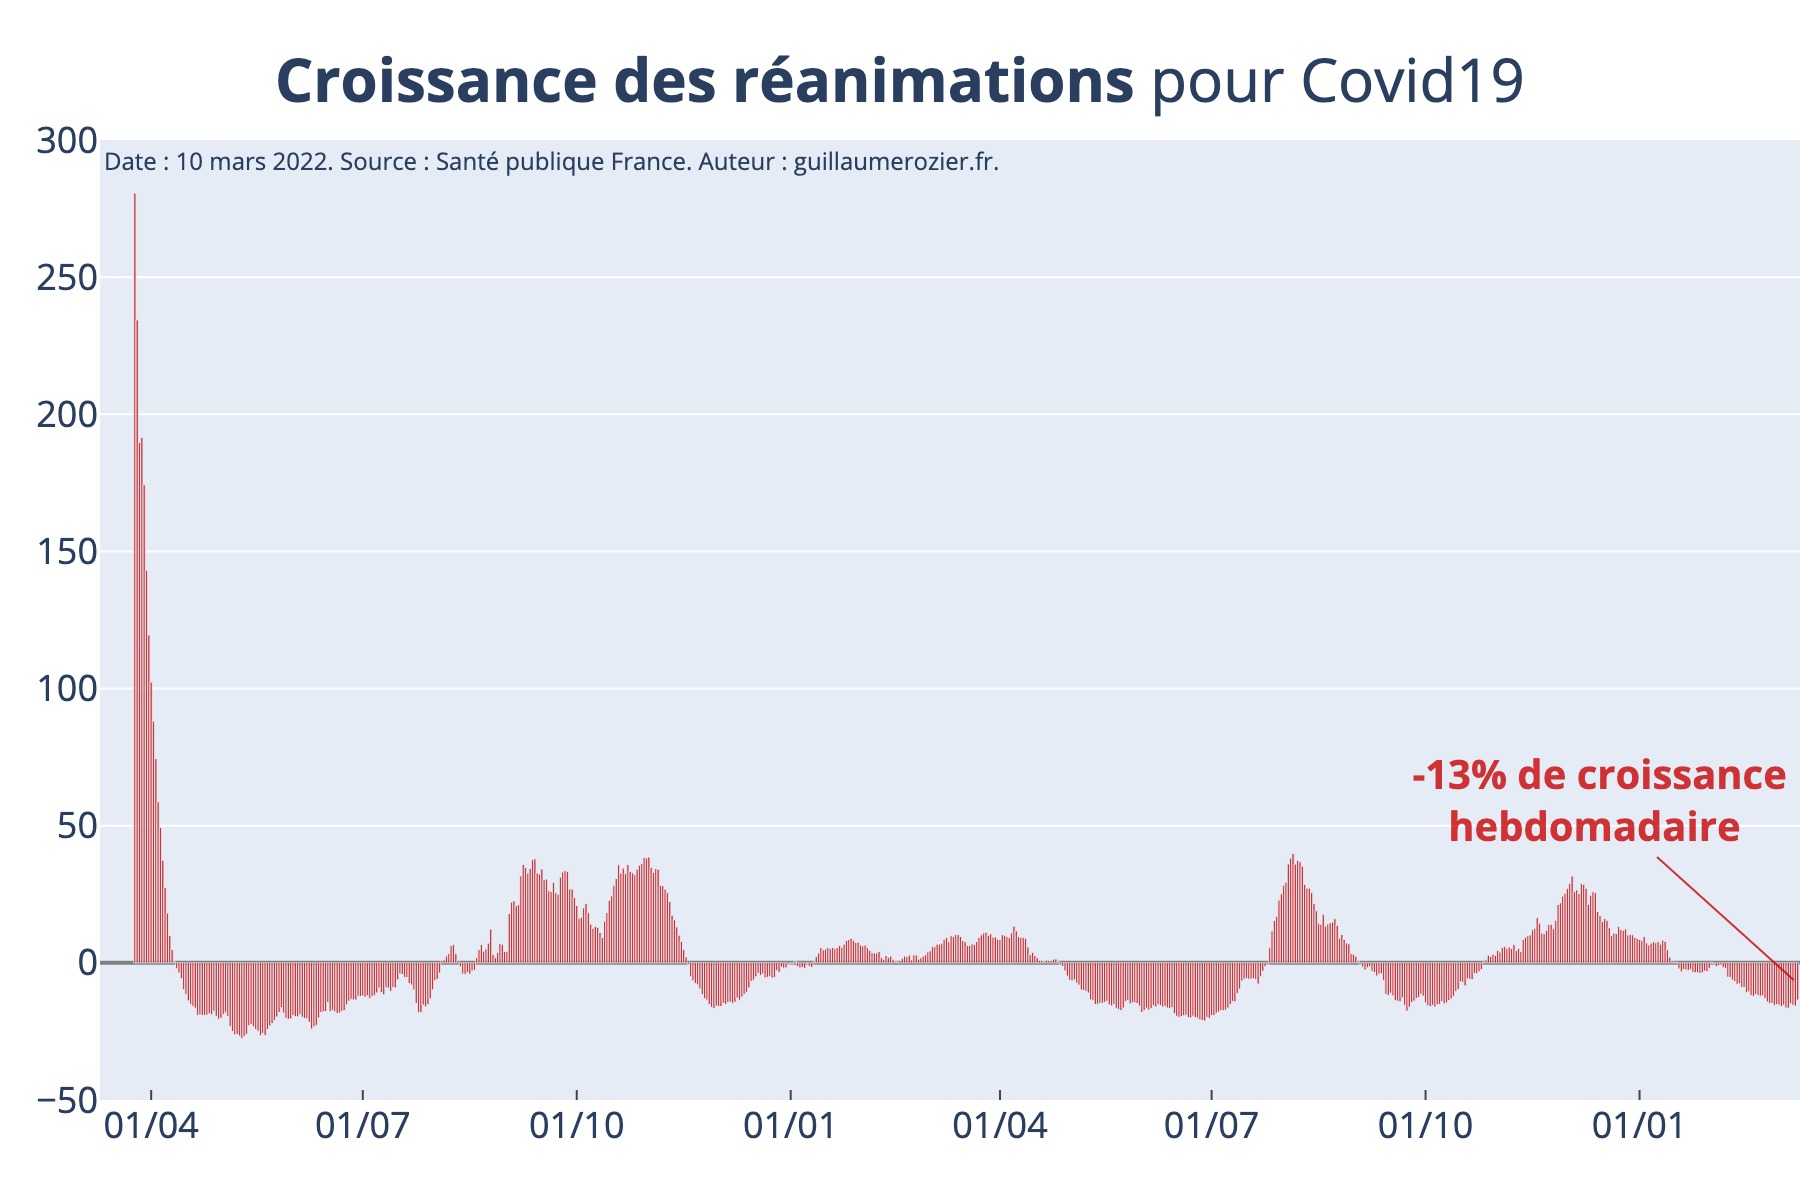 Croissance des réanimations pour Covid19
300
Date : 10 mars 2022. Source : Santé publique France. Auteur : guillaumerozier.fr.
250
200
150
100
-13% de croissance
hebdomadaire
50
0
−50
01/04 01/07 01/10 01/01 01/04 01/07 01/10 01/01